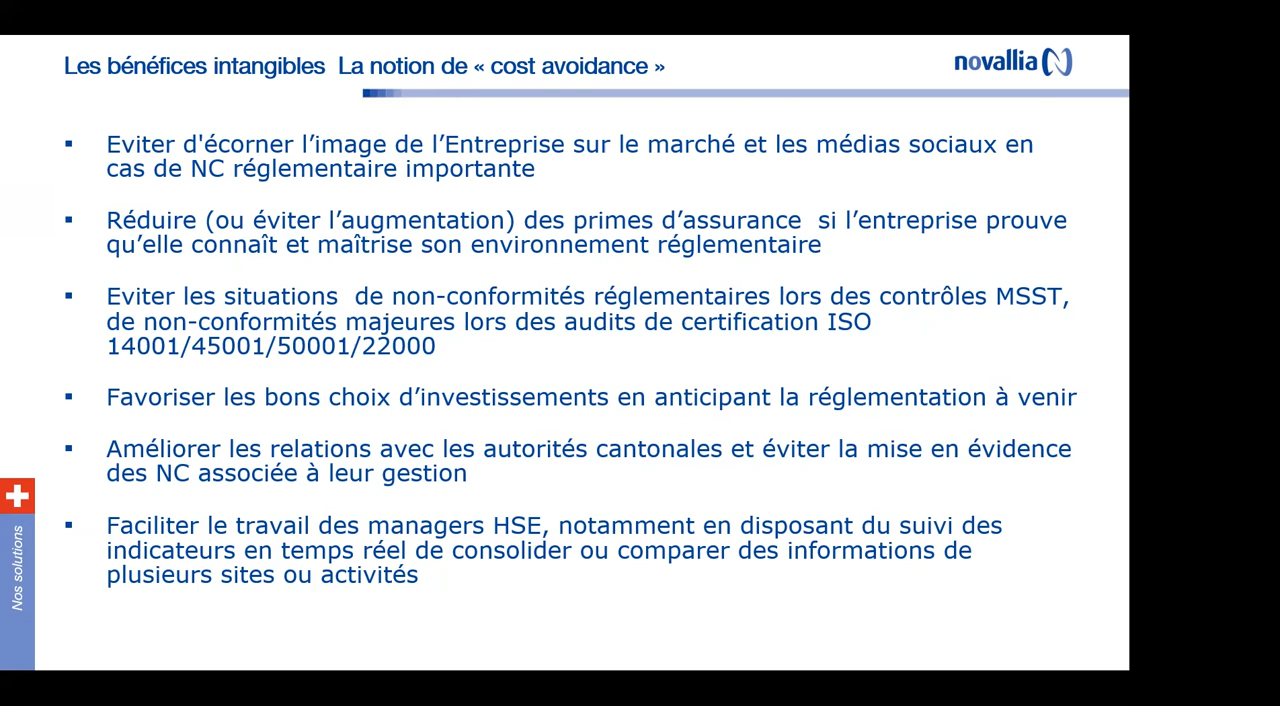 Les bénéfices intangibles  La notion de « cost avoidance »
novallia
▪ Eviter d'écorner l’image de l’Entreprise sur le marché et les médias sociaux en
cas de NC réglementaire importante
▪ Réduire (ou éviter l’augmentation) des primes d’assurance  si l’entreprise prouve
qu’elle connaît et maîtrise son environnement réglementaire
▪ Eviter les situations  de non-conformités réglementaires lors des contrôles MSST,
de non-conformités majeures lors des audits de certification ISO
14001/45001/50001/22000
▪ Favoriser les bons choix d’investissements en anticipant la réglementation à venir
▪ Améliorer les relations avec les autorités cantonales et éviter la mise en évidence
des NC associée à leur gestion
▪ Faciliter le travail des managers HSE, notamment en disposant du suivi des
indicateurs en temps réel de consolider ou comparer des informations de
plusieurs sites ou activités
Nos solutions